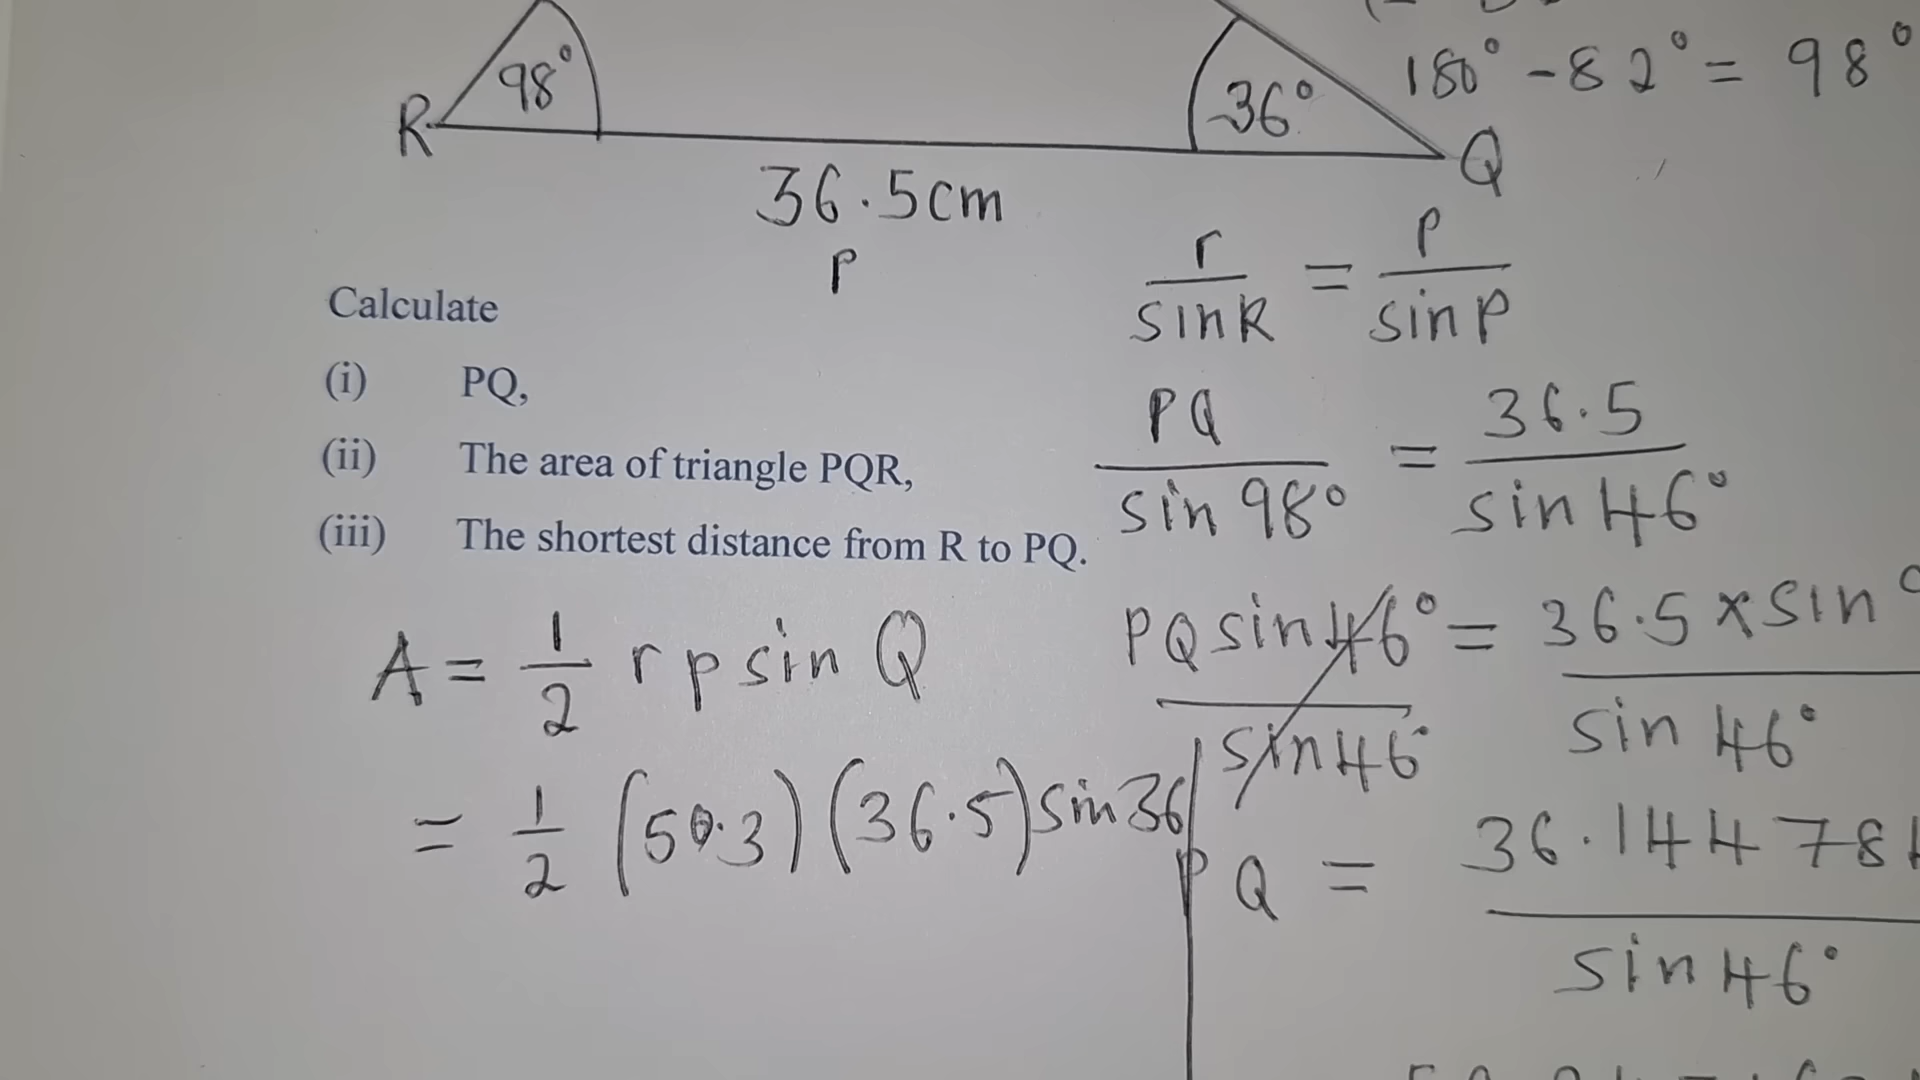 180° - 82° = 98°
98°
36°
R
Q
36.5cm
P
r/sinR = p/sinP
Calculate
(i) PQ,
(ii) The area of triangle PQR,
(iii) The shortest distance from R to PQ.
PQ/sin 98° = 36.5/sin 46°
PQ sin 46°/sin 46° = 36.5 x sin/sin 46°
PQ = 36.14478/sin 46°
A = 1/2 r p sin Q
= 1/2 (50.3) (36.5) sin 36